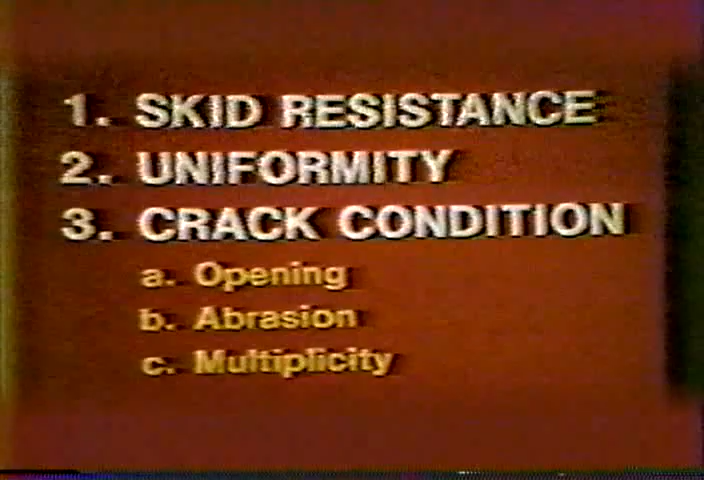 1. SKID RESISTANCE
2. UNIFORMITY
3. CRACK CONDITION
a. Opening
b. Abrasion
c. Multiplicity